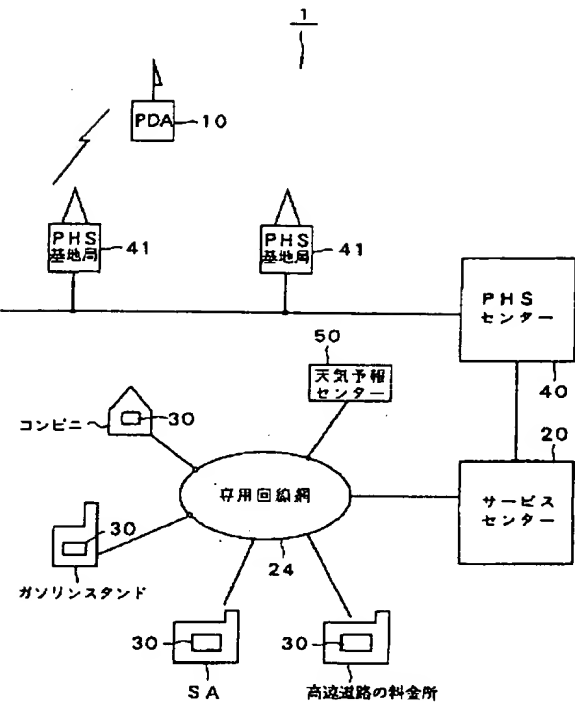 1
PDA
10
PHS
基地局
41
PHS
基地局
41
PHS
センター
40
50
天気予報
センター
コンビニ
30
20
専用回線網
サービス
センター
30
ガソリンスタンド
24
30
SA
30
高速道路の料金所